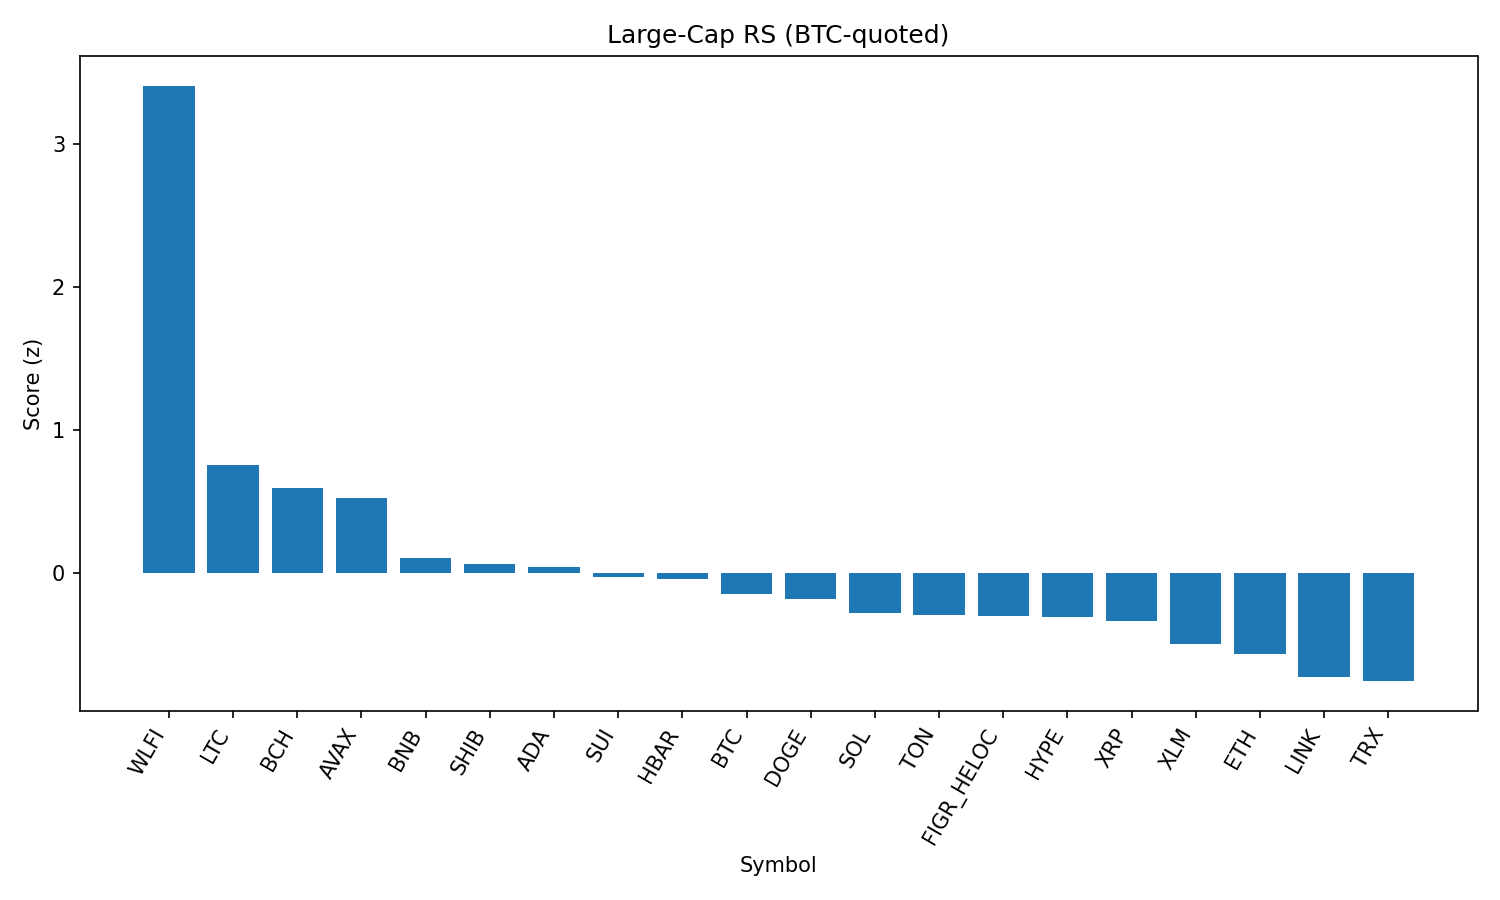 Large-Cap RS (BTC-quoted)
Score (z)
3
2
1
0
WLFI
LTC
BCH
AVAX
BNB
SHIB
ADA
SUI
HBAR
BTC
DOGE
SOL
TON
FIGR_HELOC
HYPE
XRP
XLM
ETH
LINK
TRX
Symbol